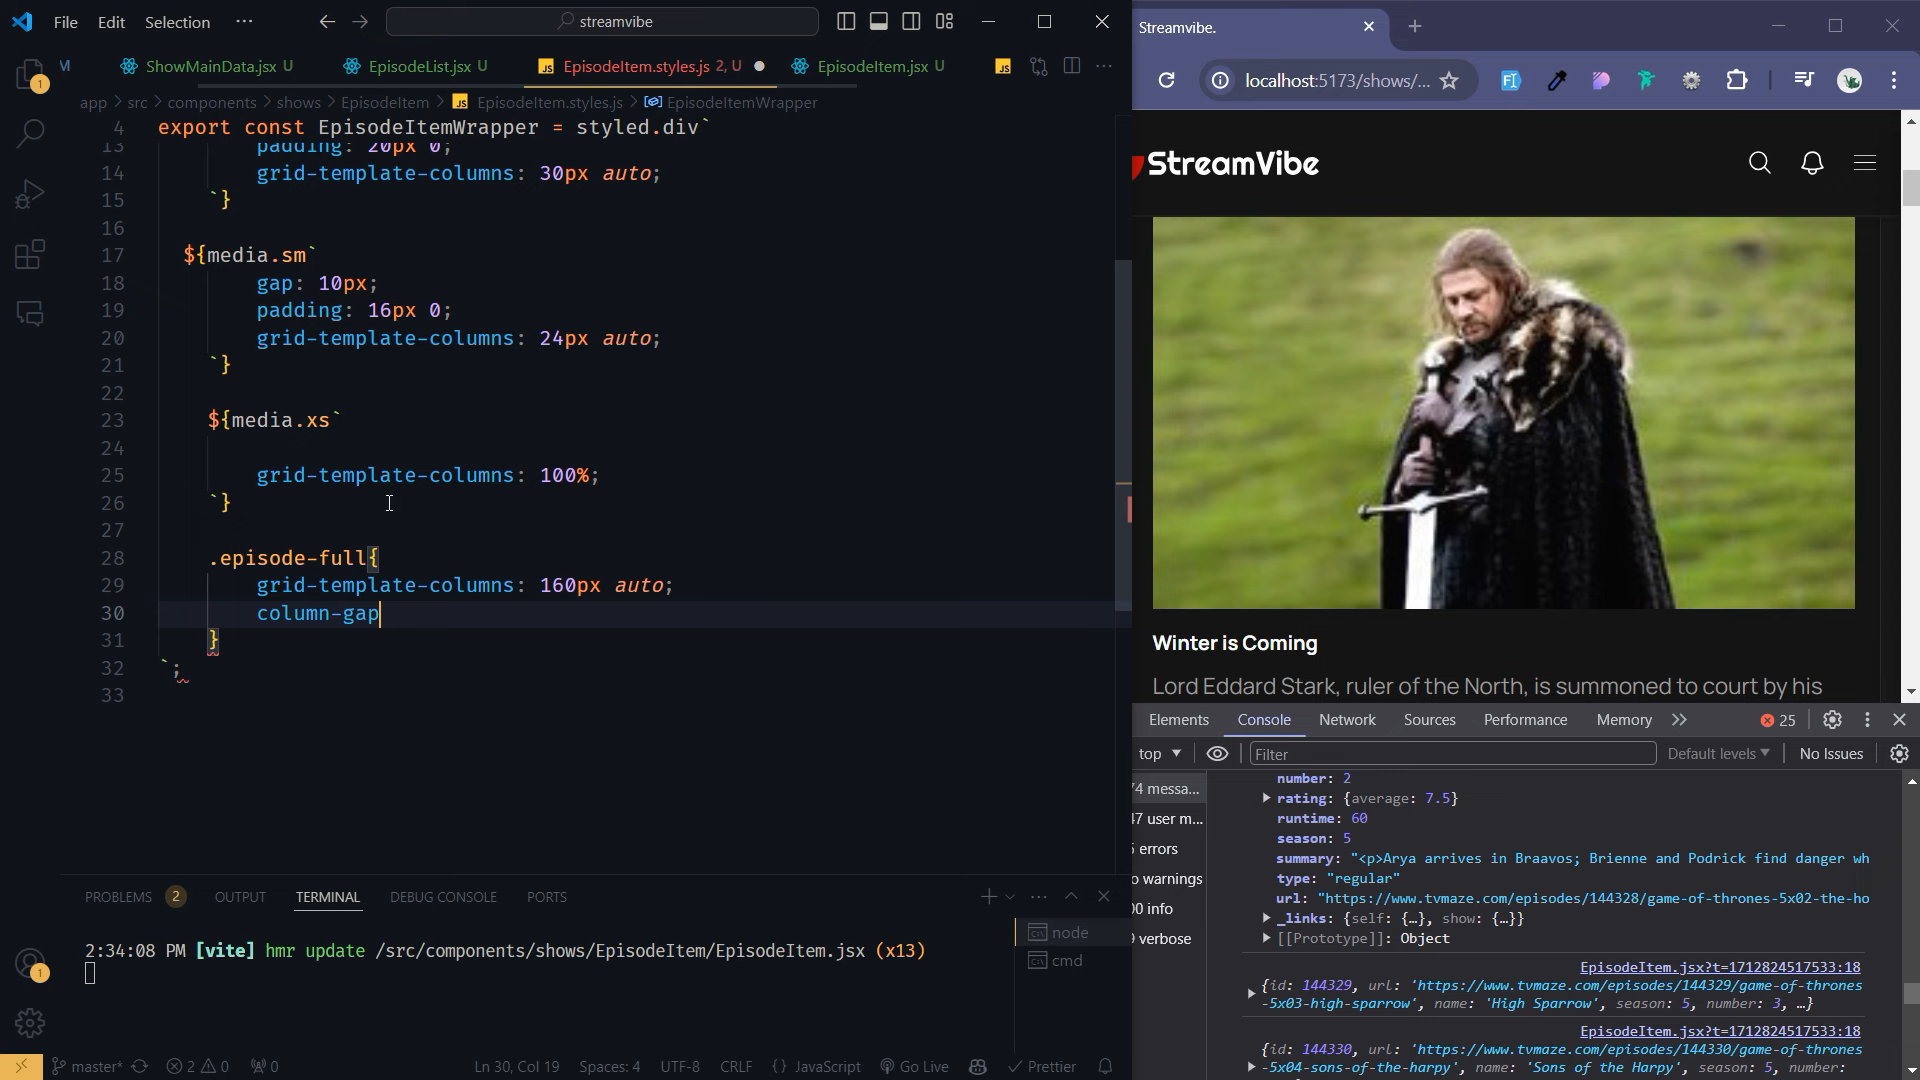 File Edit Selection ···
streamvibe
ShowMainData.jsx U
EpisodeList.jsx U
EpisodeItem.styles.js 2, U
EpisodeItem.jsx U
app > src > components > shows > EpisodeItem > EpisodeItem.styles.js > EpisodeItemWrapper
4 export const EpisodeItemWrapper = styled.div`
13 padding: 20px 0;
14 grid-template-columns: 30px auto;
15 `}
16
17 ${media.sm`
18 gap: 10px;
19 padding: 16px 0;
20 grid-template-columns: 24px auto;
21 `}
22
23 ${media.xs`
24
25 grid-template-columns: 100%;
26 `}
27
28 .episode-full{
29 grid-template-columns: 160px auto;
30 column-gap
31 }
32 `;
33
PROBLEMS 2 OUTPUT TERMINAL DEBUG CONSOLE PORTS
2:34:08 PM [vite] hmr update /src/components/shows/EpisodeItem/EpisodeItem.jsx (x13)
node
cmd
master* 2 0 0 Ln 30, Col 19 Spaces: 4 UTF-8 CRLF {} JavaScript Go Live Prettier
Streamvibe.
localhost:5173/shows/...
StreamVibe
Winter is Coming
Lord Eddard Stark, ruler of the North, is summoned to court by his
Elements Console Network Sources Performance Memory 25
top Filter Default levels No Issues
74 messa...
47 user m...
5 errors
o warnings
00 info
9 verbose
number: 2
rating: {average: 7.5}
runtime: 60
season: 5
summary: "<p>Arya arrives in Braavos; Brienne and Podrick find danger wh
type: "regular"
url: "https://www.tvmaze.com/episodes/144328/game-of-thrones-5x02-the-ho
_links: {self: {…}, show: {…}}
[[Prototype]]: Object
EpisodeItem.jsx?t=1712824517533:18
{id: 144329, url: 'https://www.tvmaze.com/episodes/144329/game-of-thrones
-5x03-high-sparrow', name: 'High Sparrow', season: 5, number: 3, …}
EpisodeItem.jsx?t=1712824517533:18
{id: 144330, url: 'https://www.tvmaze.com/episodes/144330/game-of-thrones
-5x04-sons-of-the-harpy', name: 'Sons of the Harpy', season: 5, number: